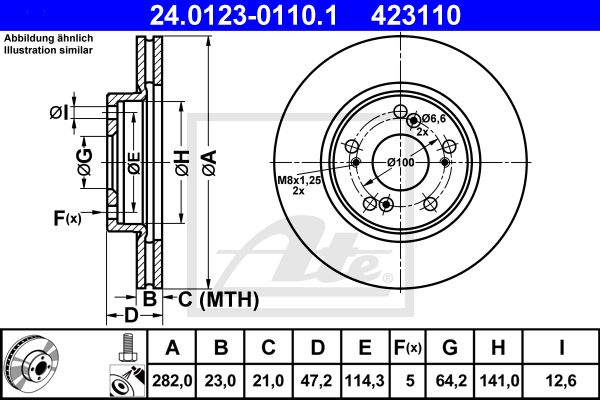 24.0123-0110.1 423110
Abbildung ähnlich
Illustration similar
ØI
ØG
ØE
ØH
ØA
F(x)
B
C (MTH)
D
Ø6,6
2x
Ø100
M8x1,25
2x
Ate
A B C D E F(x) G H I
282,0 23,0 21,0 47,2 114,3 5 64,2 141,0 12,6